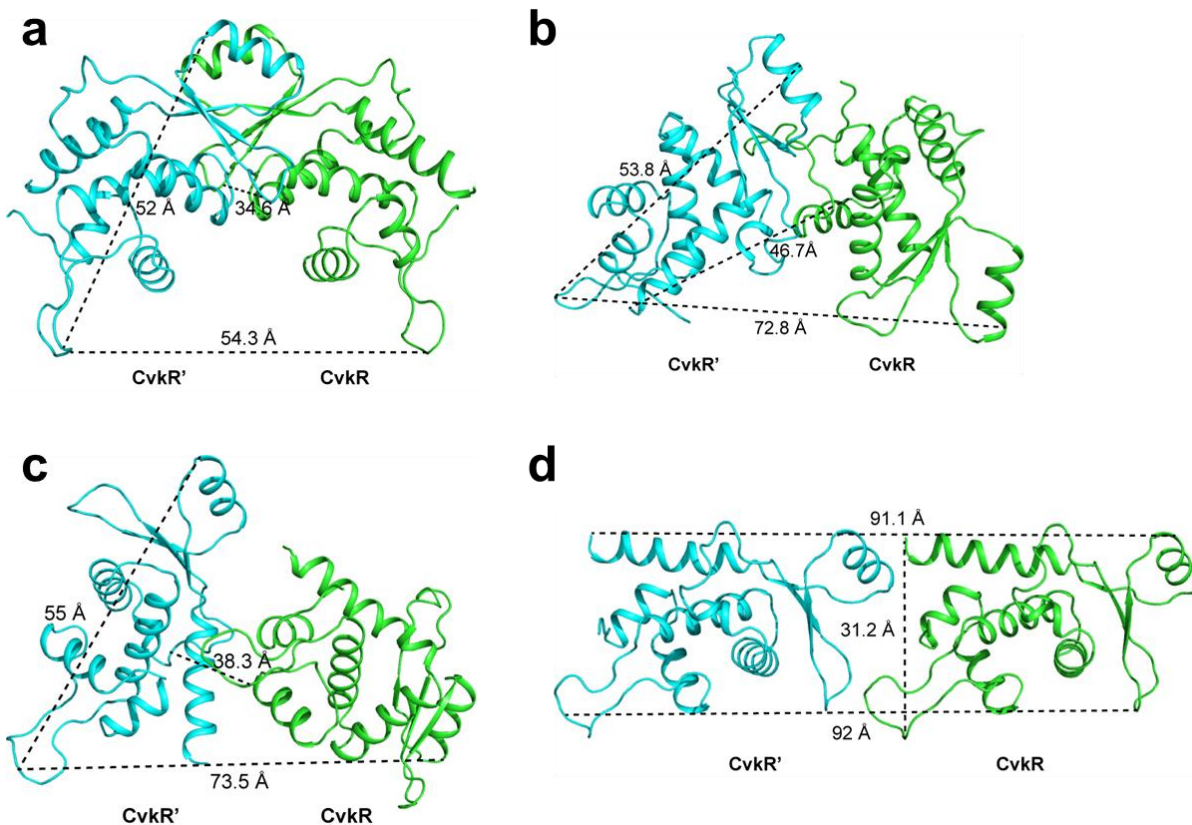 a
b
52 Å
34.6 Å
54.3 Å
CvkR’ CvkR
53.8 Å
46.7Å
72.8 Å
CvkR’ CvkR
c
d
55 Å
38.3 Å
73.5 Å
CvkR’ CvkR
91.1 Å
31.2 Å
92 Å
CvkR’ CvkR